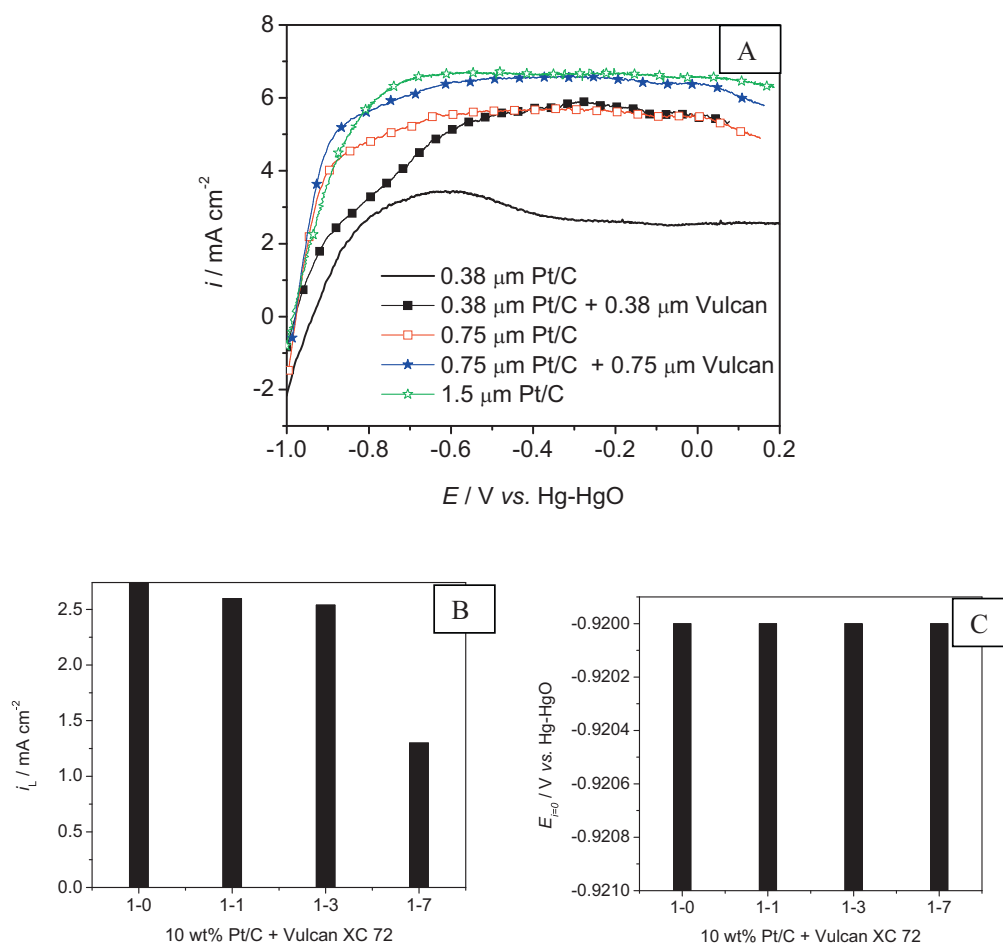 A
8
6
4
2
0
-2
i / mA cm-2
0.38 μm Pt/C
0.38 μm Pt/C + 0.38 μm Vulcan
0.75 μm Pt/C
0.75 μm Pt/C + 0.75 μm Vulcan
1.5 μm Pt/C
-1.0 -0.8 -0.6 -0.4 -0.2 0.0 0.2
E / V vs. Hg-HgO
B
2.5
2.0
1.5
1.0
0.5
0.0
iL / mA cm-2
1-0 1-1 1-3 1-7
10 wt% Pt/C + Vulcan XC 72
C
-0.9200
-0.9202
-0.9204
-0.9206
-0.9208
-0.9210
Ei=0 / V vs. Hg-HgO
1-0 1-1 1-3 1-7
10 wt% Pt/C + Vulcan XC 72